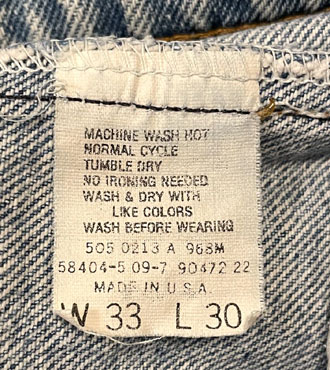 MACHINE WASH HOT
NORMAL CYCLE
TUMBLE DRY
NO IRONING NEEDED
WASH & DRY WITH
LIKE COLORS
WASH BEFORE WEARING
505 0213 A 968M
58404-5 09-7 90472 22
MADE IN U.S.A.
W 33 L 30